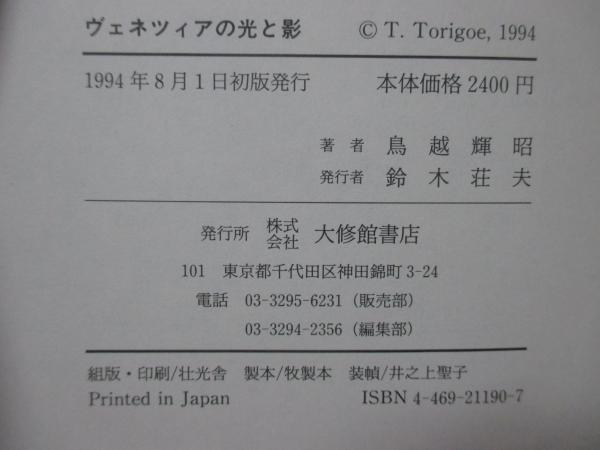 ヴェネツィアの光と影 © T. Torigoe, 1994
1994年8月1日初版発行 本体価格2400円
著者 鳥越輝昭
発行者 鈴木荘夫
発行所 株式会社 大修館書店
101 東京都千代田区神田錦町3-24
電話 03-3295-6231（販売部）
03-3294-2356（編集部）
組版・印刷/壮光舎 製本/牧製本 装幀/井之上聖子
Printed in Japan ISBN 4-469-21190-7